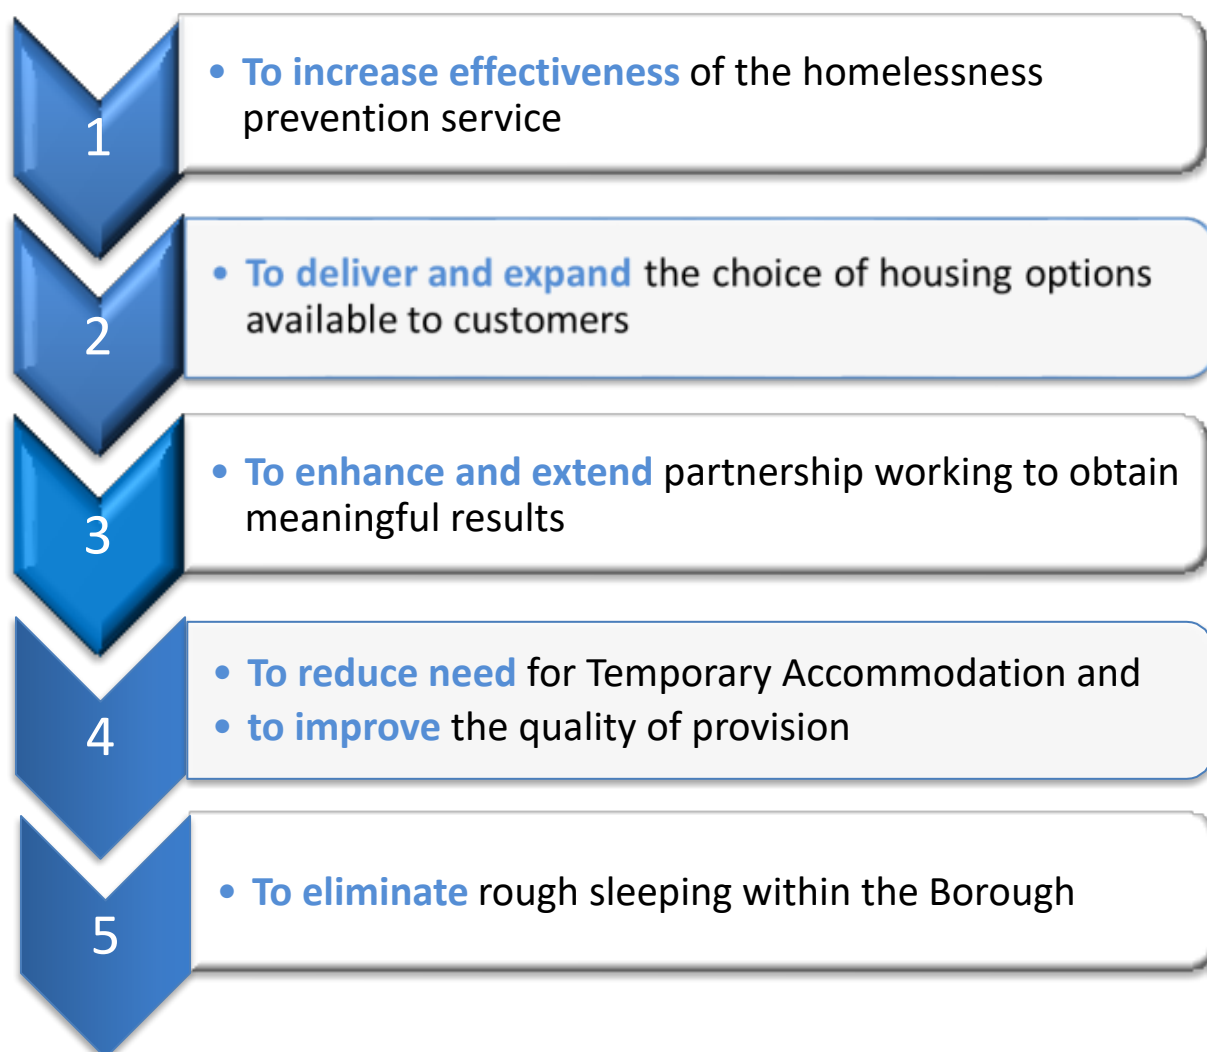 1
• To increase effectiveness of the homelessness
prevention service
2
• To deliver and expand the choice of housing options
available to customers
3
• To enhance and extend partnership working to obtain
meaningful results
4
• To reduce need for Temporary Accommodation and
• to improve the quality of provision
5
• To eliminate rough sleeping within the Borough